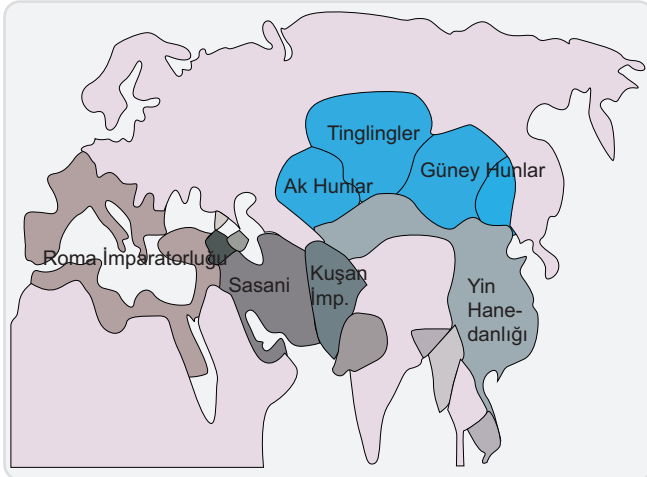 Tinglingler
Ak Hunlar
Güney Hunlar
Roma İmparatorluğu
Sasani
Kuşan
İmp.
Yin
Hane-
danlığı